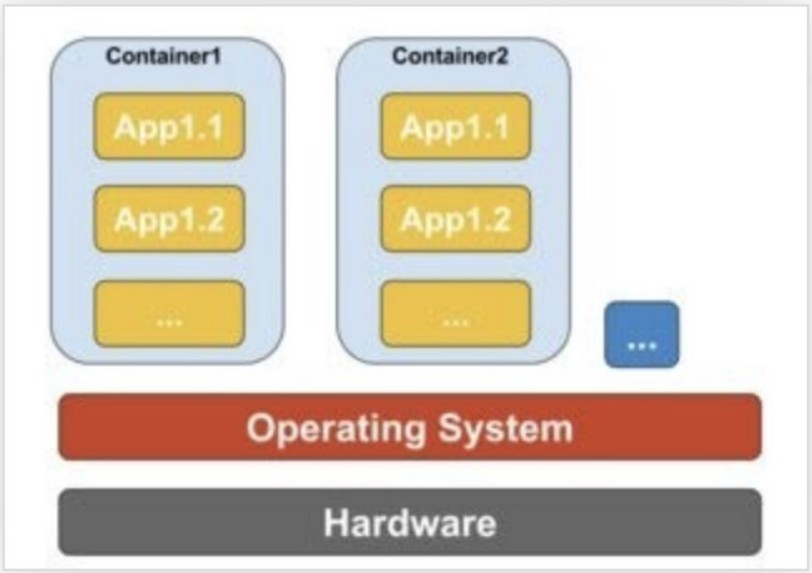 Container1
App1.1
App1.2
...
Container2
App1.1
App1.2
...
...
Operating System
Hardware